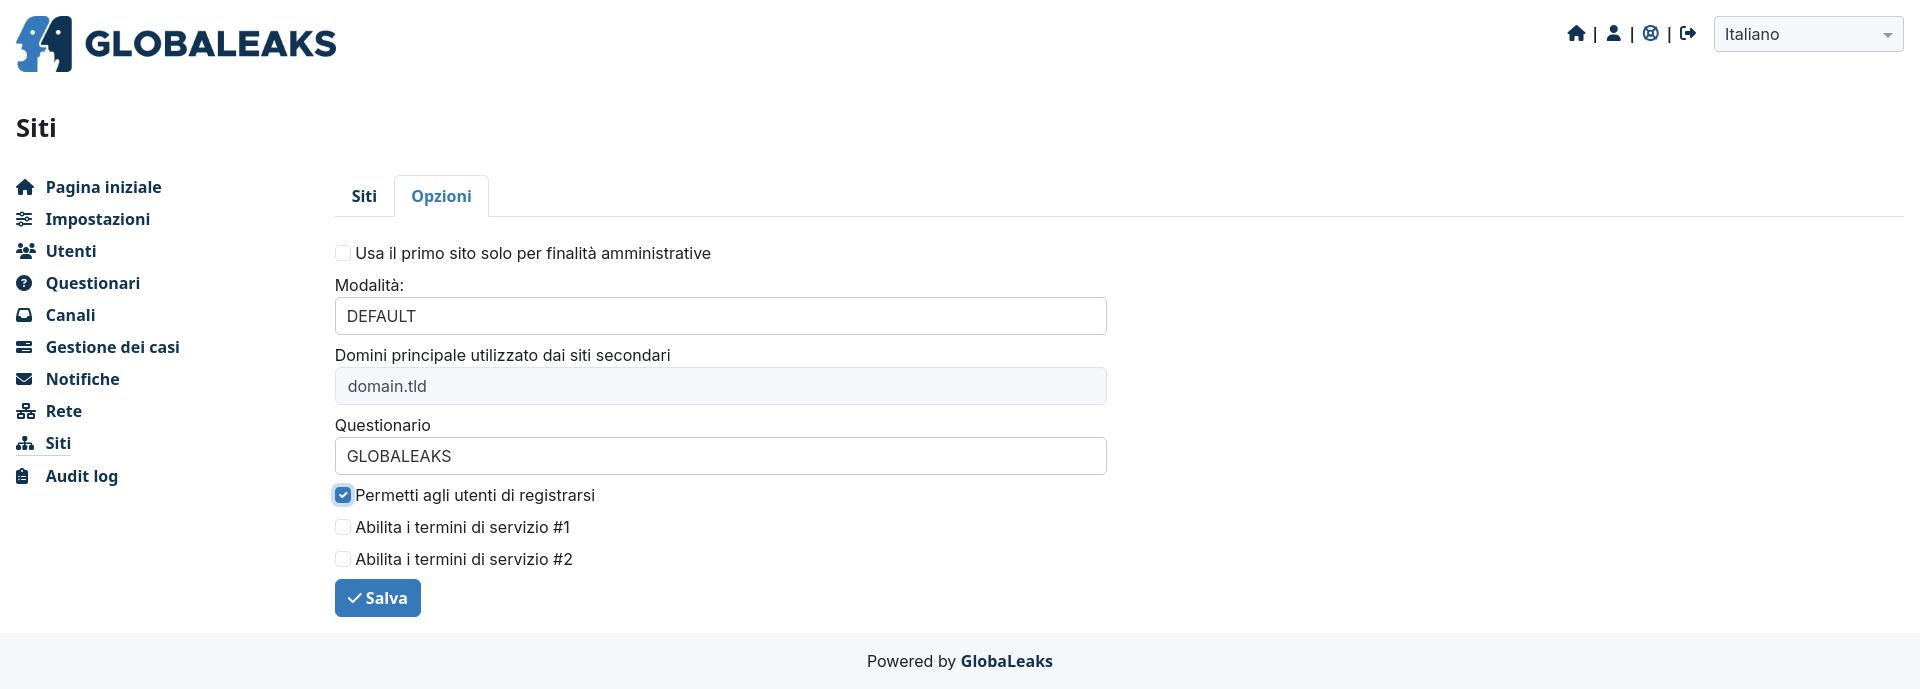 GLOBALEAKS
| | |
Italiano
Siti
Pagina iniziale
Impostazioni
Utenti
Questionari
Canali
Gestione dei casi
Notifiche
Rete
Siti
Audit log
Siti
Opzioni
Usa il primo sito solo per finalità amministrative
Modalità:
DEFAULT
Domini principale utilizzato dai siti secondari
domain.tld
Questionario
GLOBALEAKS
Permetti agli utenti di registrarsi
Abilita i termini di servizio #1
Abilita i termini di servizio #2
Salva
Powered by GlobaLeaks